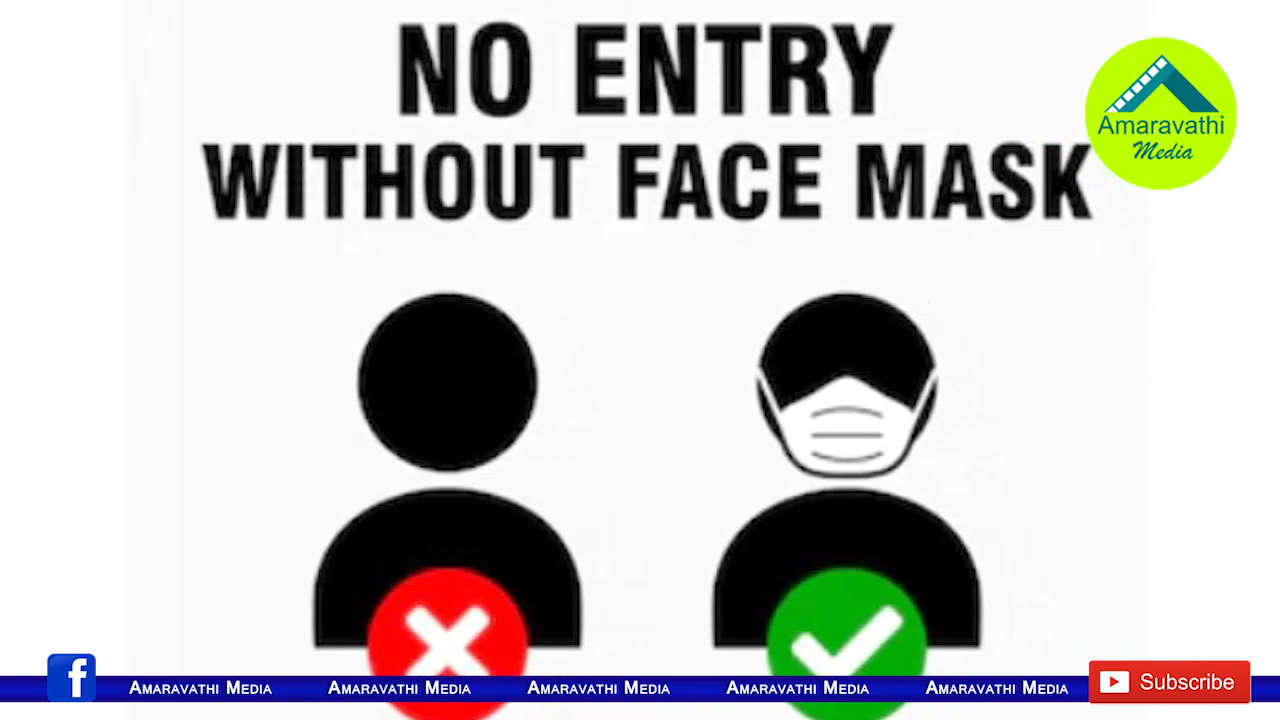 NO ENTRY
WITHOUT FACE MASK
Amaravathi
Media
f
Amaravathi Media Amaravathi Media Amaravathi Media Amaravathi Media Amaravathi Media
Subscribe